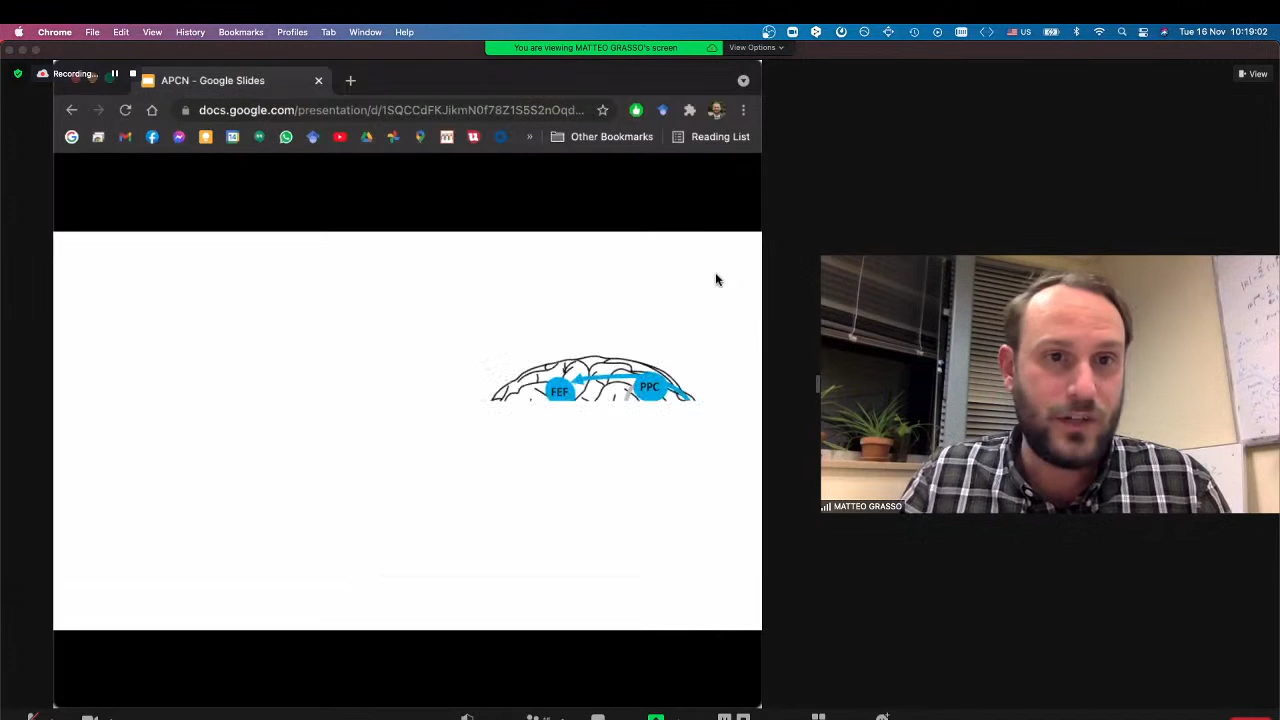 Chrome File Edit View History Bookmarks Profiles Tab Window Help US Tue 16 Nov 10:19:02
You are viewing MATTEO GRASSO's screen View Options
Recording... APCN - Google Slides View
docs.google.com/presentation/d/1SQCCdFKJikmN0f78Z1S5S2nOqd...
Other Bookmarks Reading List
FEF PPC
MATTEO GRASSO